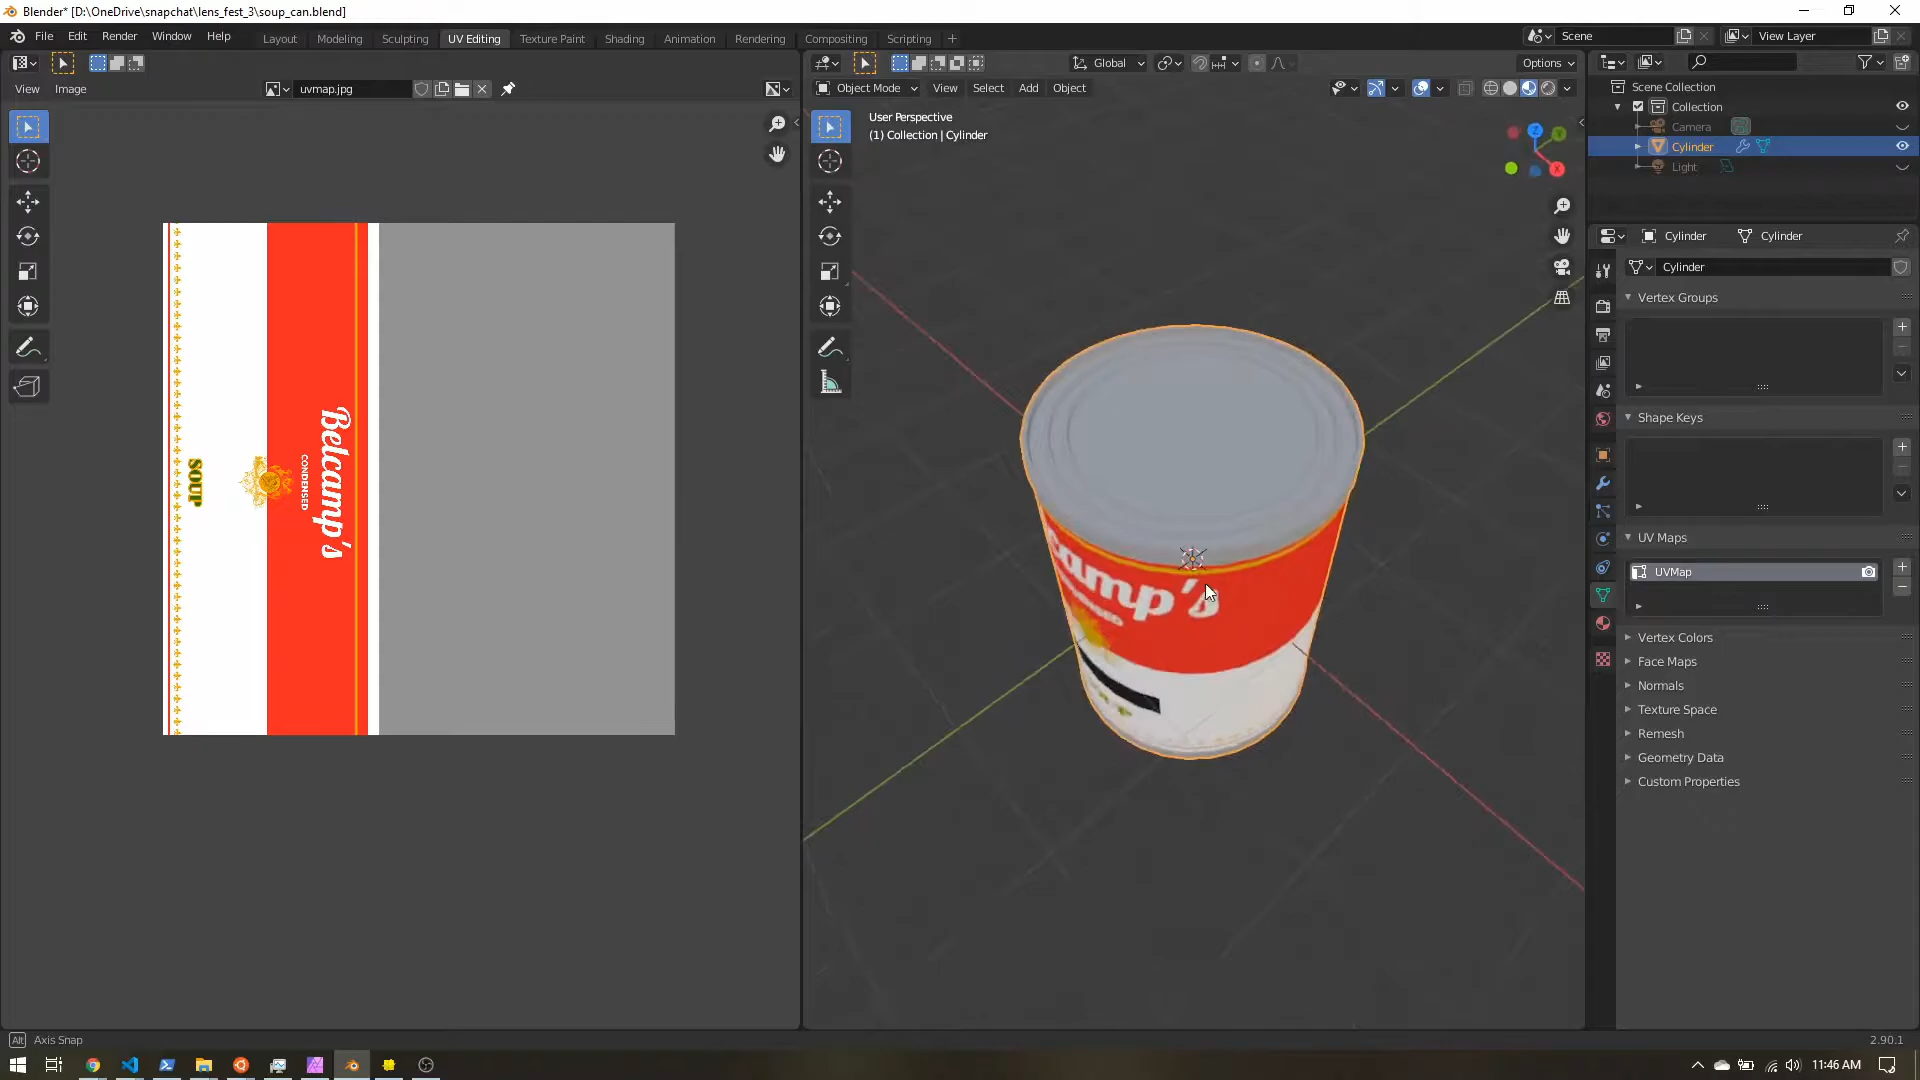 Blender* [D:\OneDrive\snapchat\lens_fest_3\soup_can.blend]
File Edit Render Window Help
Layout Modeling Sculpting UV Editing Texture Paint Shading Animation Rendering Compositing Scripting +
Scene
View Layer
Global
Options
View Image
uvmap.jpg
Object Mode View Select Add Object
User Perspective
(1) Collection | Cylinder
Z
Y
X
Scene Collection
Collection
Camera
Cylinder
Light
Cylinder Cylinder
Cylinder
Vertex Groups
Shape Keys
UV Maps
UVMap
Vertex Colors
Face Maps
Normals
Texture Space
Remesh
Geometry Data
Custom Properties
SOUP
CONDENSED
Belcamp's
camp's
Alt Axis Snap
2.90.1
11:46 AM